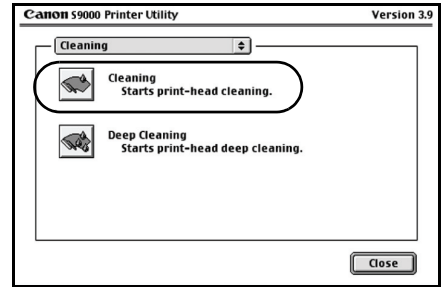 Canon S9000 Printer Utility Version 3.9
Cleaning
Cleaning
Starts print-head cleaning.
Deep Cleaning
Starts print-head deep cleaning.
Close